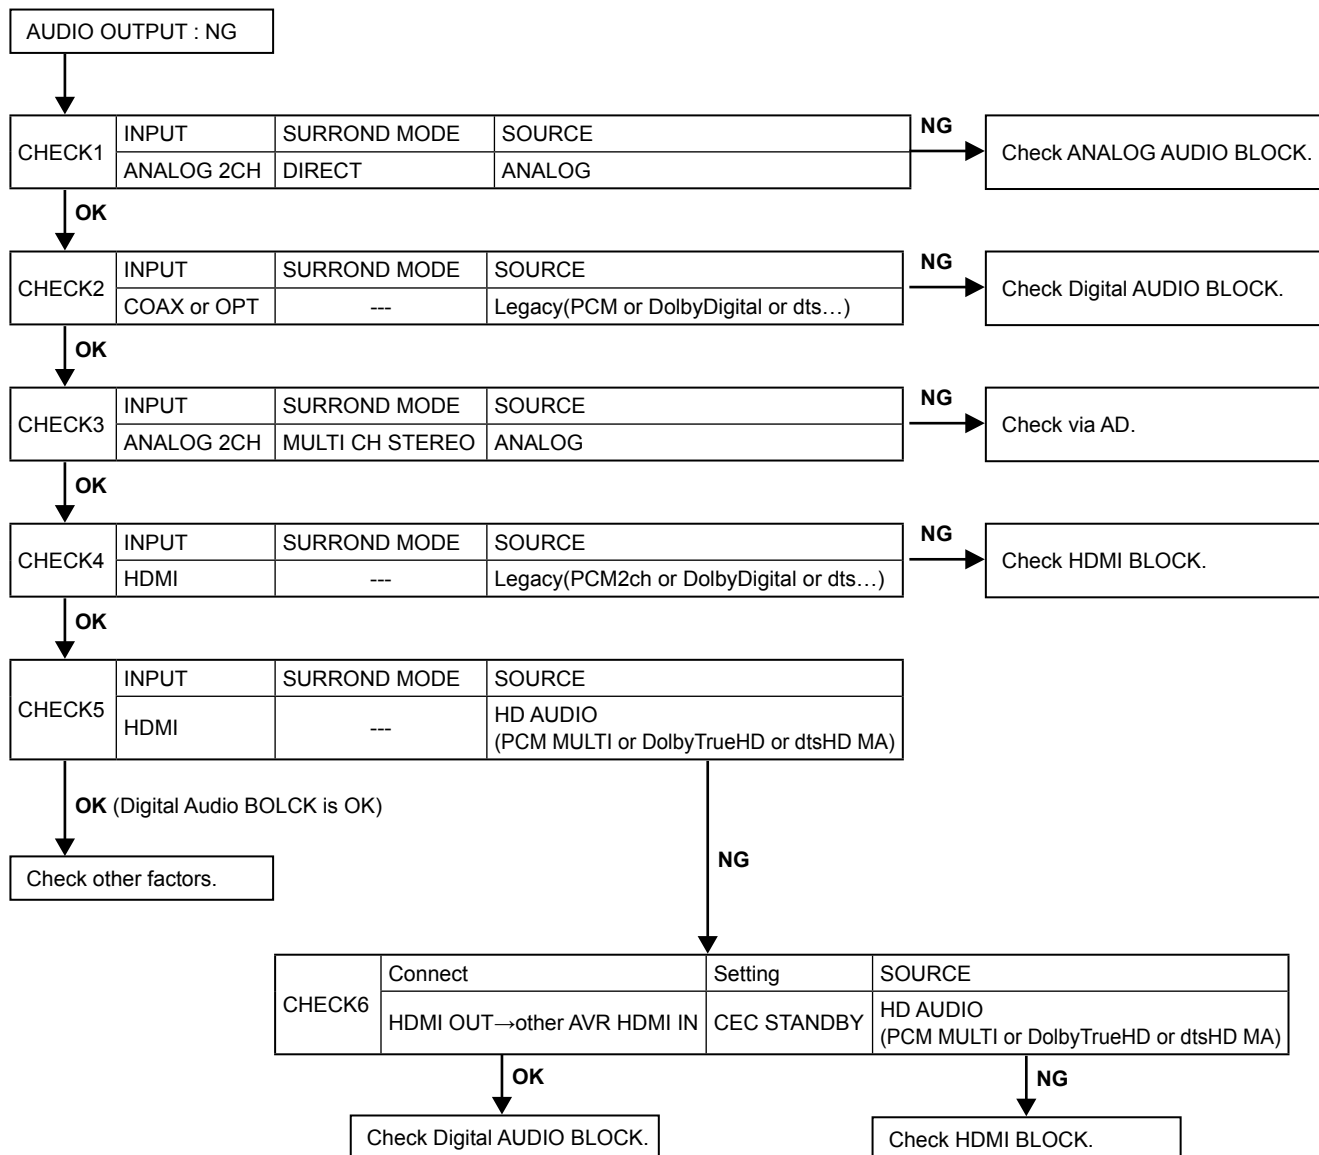 AUDIO OUTPUT : NG
CHECK1
INPUT
SURROND MODE
SOURCE
ANALOG 2CH
DIRECT
ANALOG
NG
Check ANALOG AUDIO BLOCK.
OK
CHECK2
INPUT
SURROND MODE
SOURCE
COAX or OPT
---
Legacy(PCM or DolbyDigital or dts…)
NG
Check Digital AUDIO BLOCK.
OK
CHECK3
INPUT
SURROND MODE
SOURCE
ANALOG 2CH
MULTI CH STEREO
ANALOG
NG
Check via AD.
OK
CHECK4
INPUT
SURROND MODE
SOURCE
HDMI
---
Legacy(PCM2ch or DolbyDigital or dts…)
NG
Check HDMI BLOCK.
OK
CHECK5
INPUT
SURROND MODE
SOURCE
HDMI
---
HD AUDIO
(PCM MULTI or DolbyTrueHD or dtsHD MA)
OK (Digital Audio BOLCK is OK)
Check other factors.
NG
CHECK6
Connect
Setting
SOURCE
HDMI OUT→other AVR HDMI IN
CEC STANDBY
HD AUDIO
(PCM MULTI or DolbyTrueHD or dtsHD MA)
OK
Check Digital AUDIO BLOCK.
NG
Check HDMI BLOCK.